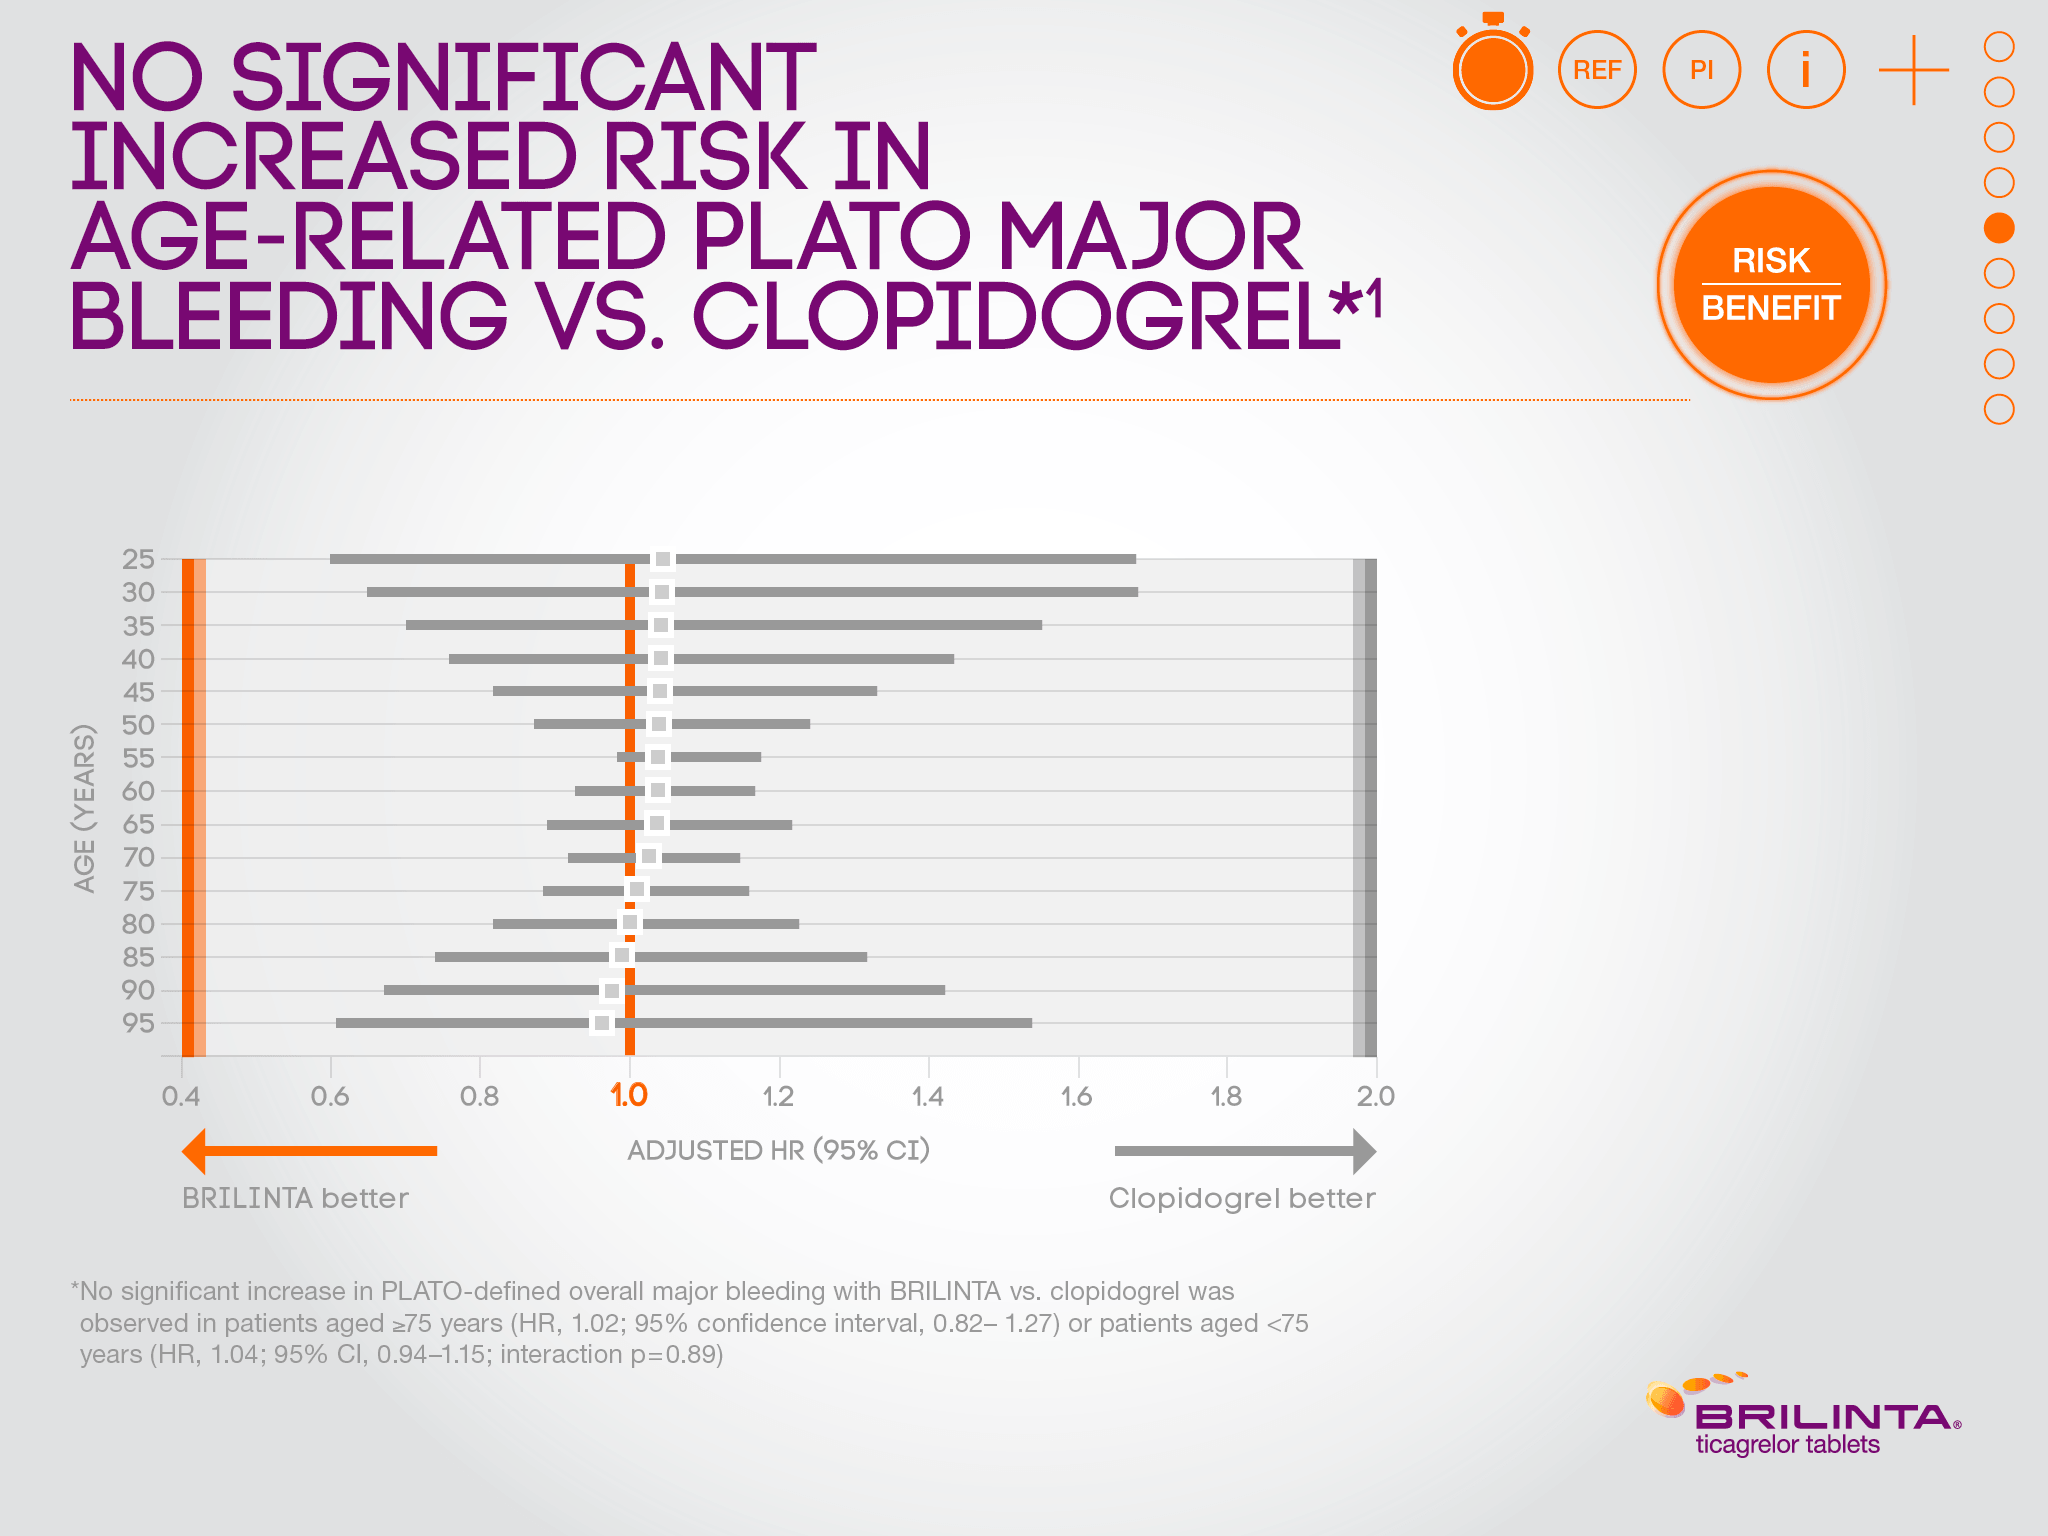 NO SIGNIFICANT
INCREASED RISK IN
AGE-RELATED PLATO MAJOR
BLEEDING VS. CLOPIDOGREL*1
REF
PI
i
RISK
BENEFIT
AGE (YEARS)
25
30
35
40
45
50
55
60
65
70
75
80
85
90
95
0.4 0.6 0.8 1.0 1.2 1.4 1.6 1.8 2.0
ADJUSTED HR (95% CI)
BRILINTA better
Clopidogrel better
*No significant increase in PLATO-defined overall major bleeding with BRILINTA vs. clopidogrel was
observed in patients aged ≥75 years (HR, 1.02; 95% confidence interval, 0.82– 1.27) or patients aged <75
years (HR, 1.04; 95% CI, 0.94–1.15; interaction p=0.89)
BRILINTA®
ticagrelor tablets